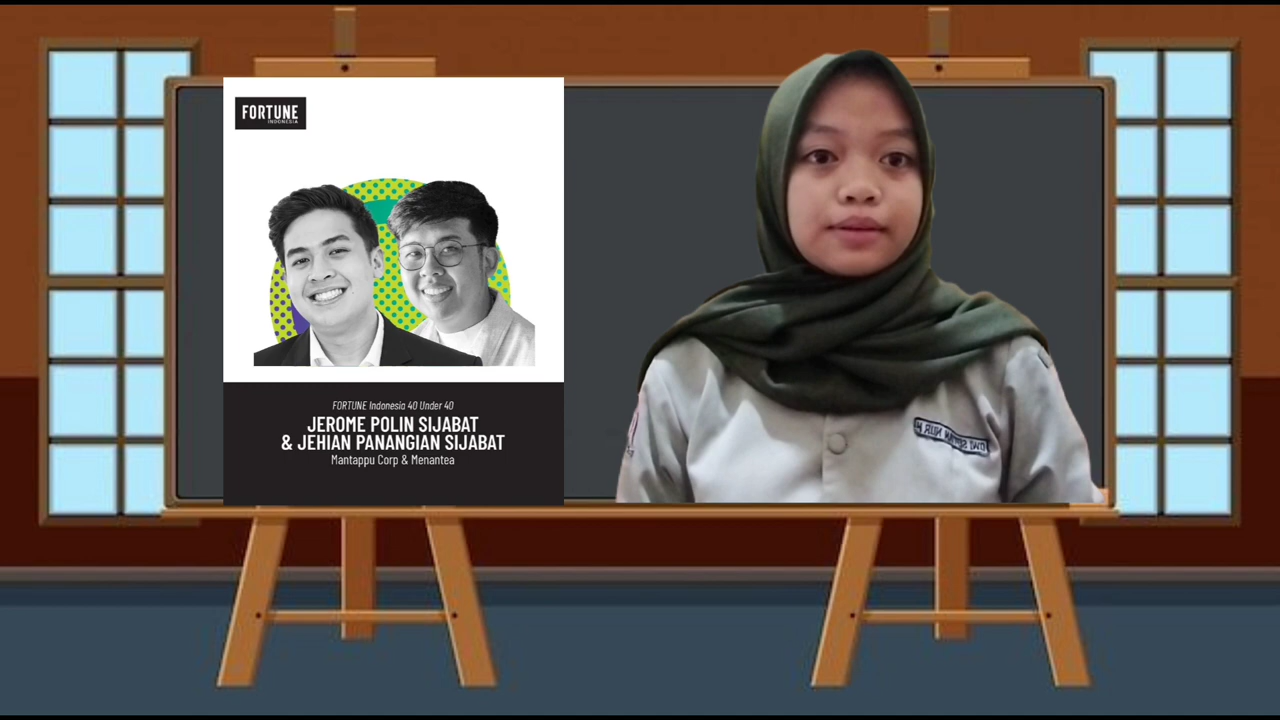 FORTUNE
INDONESIA
FORTUNE Indonesia 40 Under 40
JEROME POLIN SIJABAT
& JEHIAN PANANGIAN SIJABAT
Mantappu Corp & Menantea